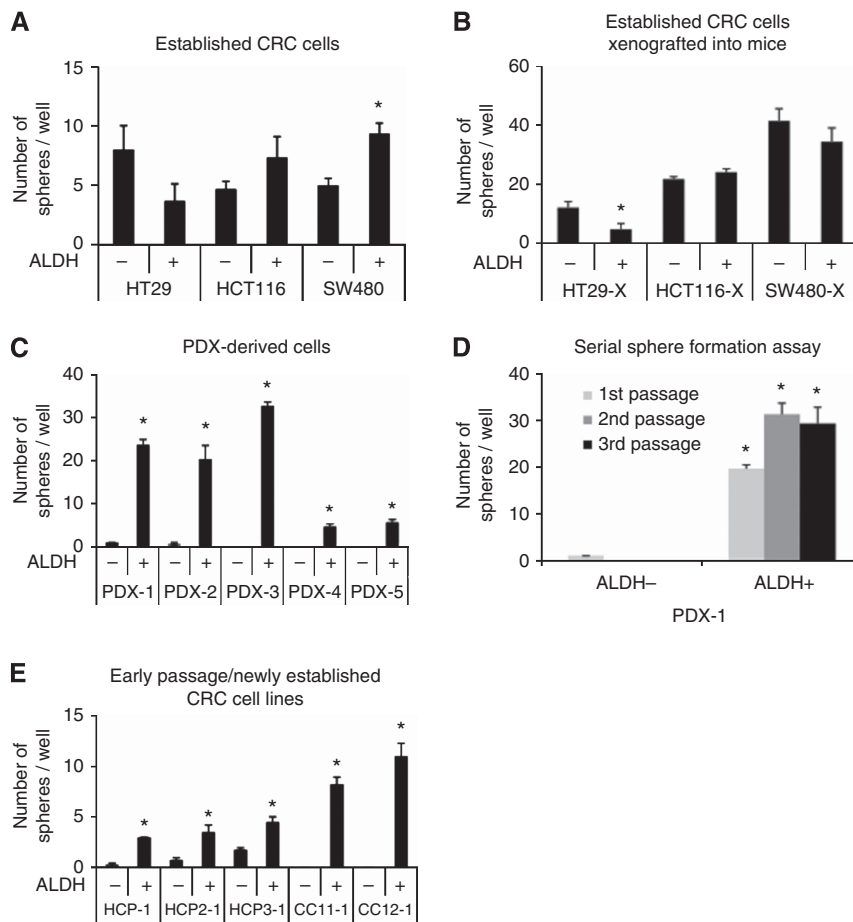 A
Established CRC cells
Number of
spheres / well
15
10
5
0
*
ALDH
– + – + – +
HT29 HCT116 SW480
B
Established CRC cells
xenografted into mice
Number of
spheres / well
60
40
20
0
*
ALDH
– + – + – +
HT29-X HCT116-X SW480-X
C
PDX-derived cells
Number of
spheres / well
40
30
20
10
0
* * * * *
ALDH
– + – + – + – + – +
PDX-1 PDX-2 PDX-3 PDX-4 PDX-5
D
Serial sphere formation assay
Number of
spheres / well
40
30
20
10
0
1st passage
2nd passage
3rd passage
* * *
ALDH– ALDH+
PDX-1
E
Early passage/newly established
CRC cell lines
Number of
spheres / well
15
10
5
0
* * * * *
ALDH
– + – + – + – + – +
HCP-1 HCP2-1 HCP3-1 CC11-1 CC12-1